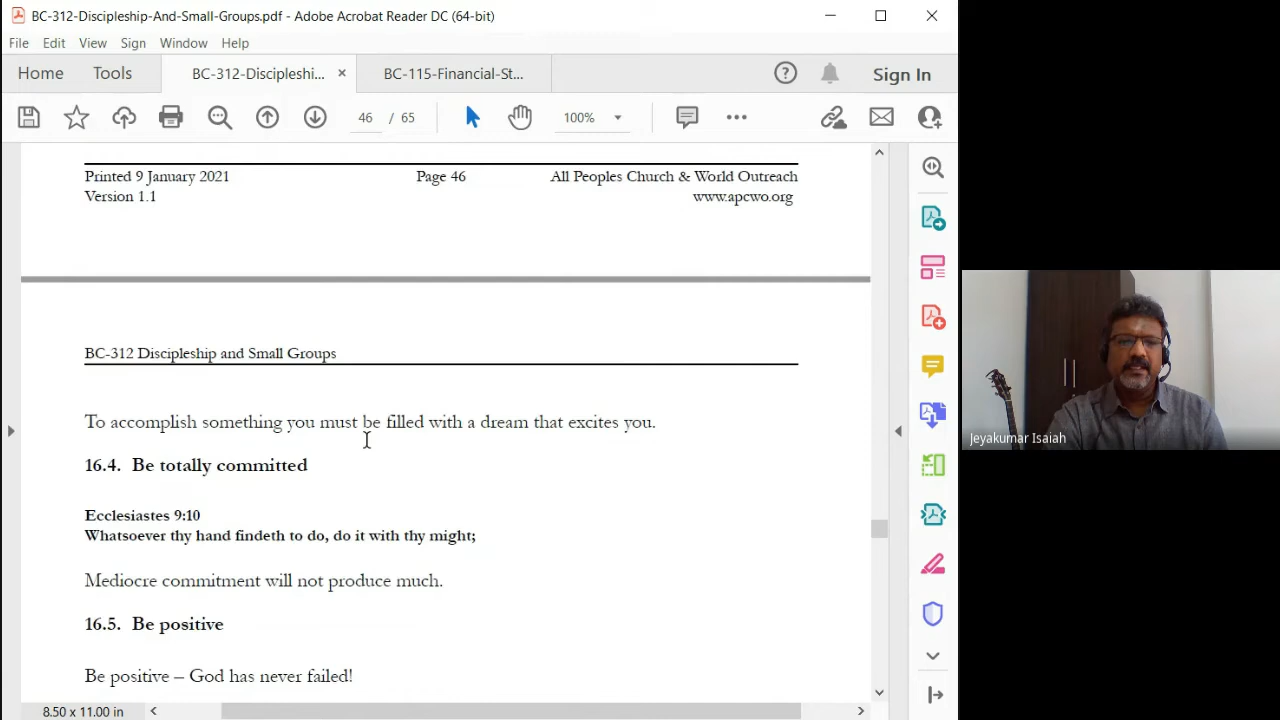 BC-312-Discipleship-And-Small-Groups.pdf - Adobe Acrobat Reader DC (64-bit)
File Edit View Sign Window Help
Home Tools BC-312-Discipleshi... × BC-115-Financial-St... Sign In
46 / 65 100%
Printed 9 January 2021 Page 46 All Peoples Church & World Outreach
Version 1.1 www.apcwo.org
BC-312 Discipleship and Small Groups
To accomplish something you must be filled with a dream that excites you.
16.4. Be totally committed
Ecclesiastes 9:10
Whatsoever thy hand findeth to do, do it with thy might;
Mediocre commitment will not produce much.
16.5. Be positive
Be positive – God has never failed!
8.50 x 11.00 in
Jeyakumar Isaiah